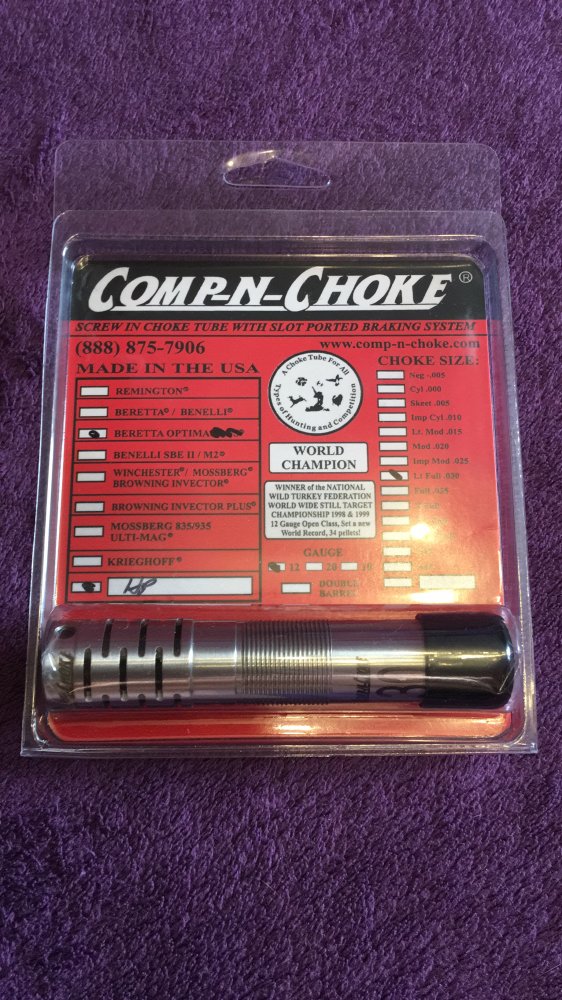 COMP-N-CHOKE ®
SCREW IN CHOKE TUBE WITH SLOT PORTED BRAKING SYSTEM
(888) 875-7906
www.comp-n-choke.com
MADE IN THE USA
REMINGTON®
BERETTA® / BENELLI®
BERETTA OPTIMA
BENELLI SBE II / M2®
WINCHESTER® / MOSSBERG®
BROWNING INVECTOR®
BROWNING INVECTOR PLUS®
MOSSBERG 835/935
ULTI-MAG®
KRIEGHOFF®
HP
A Choke Tube For All
Types of Hunting and Competition
WORLD
CHAMPION
WINNER of the NATIONAL
WILD TURKEY FEDERATION
WORLD WIDE STILL TARGET
CHAMPIONSHIP 1998 & 1999
12 Gauge Open Class, Set a new
World Record, 34 pellets!
GAUGE
12 20
DOUBLE
BARREL
CHOKE SIZE:
Neg -.005
Cyl .000
Skeet .005
Imp Cyl .010
Lt. Mod .015
Mod .020
Imp Mod .025
Lt Full .030
Full .035